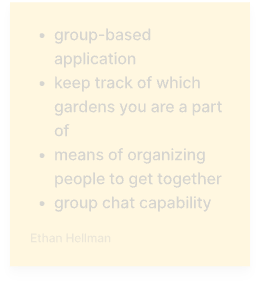 • group-based
application
• keep track of which
gardens you are a part
of
• means of organizing
people to get together
• group chat capability
Ethan Hellman